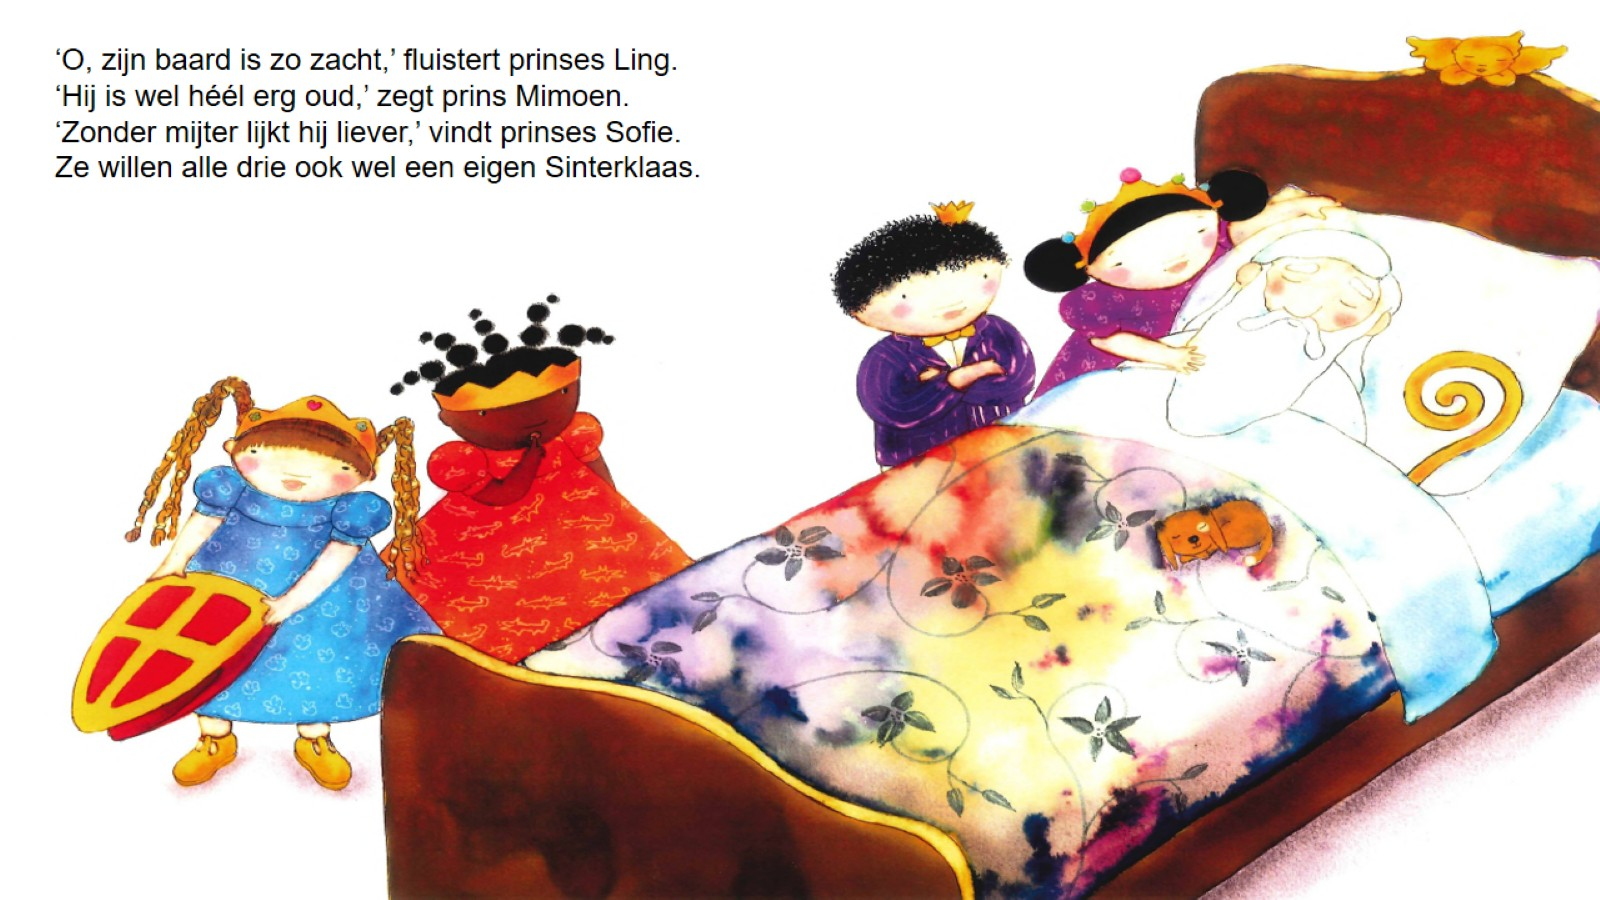 ‘O, zijn baard is zo zacht,’ fluistert prinses Ling.
‘Hij is wel héél erg oud,’ zegt prins Mimoen.
‘Zonder mijter lijkt hij liever,’ vindt prinses Sofie.
Ze willen alle drie ook wel een eigen Sinterklaas.